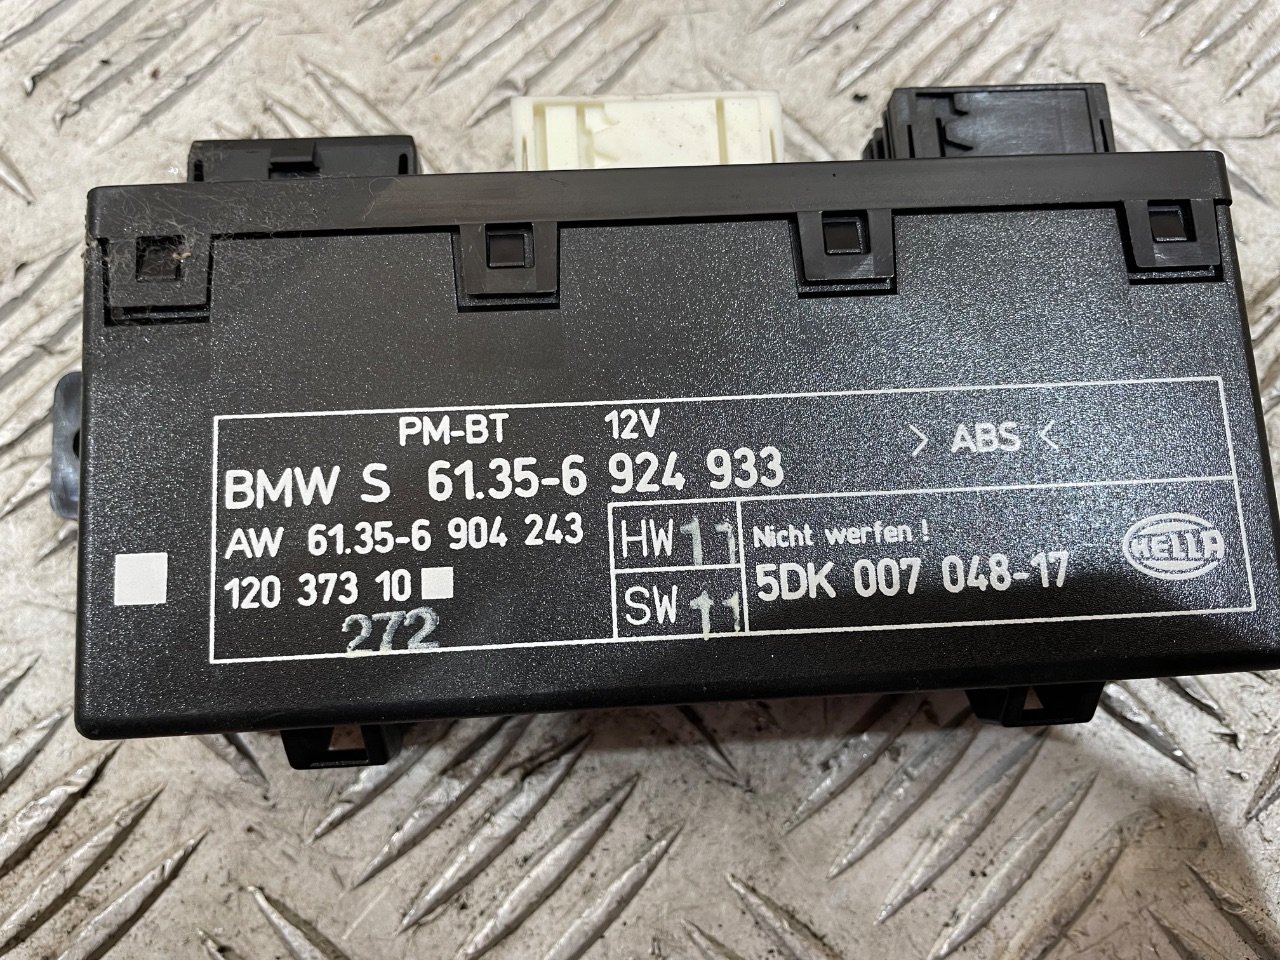 PM-BT 12V > ABS <
BMW S 61.35-6 924 933
AW 61.35-6 904 243
120 373 10
272
HW 11
SW 11
Nicht werfen !
5DK 007 048-17
HELLA